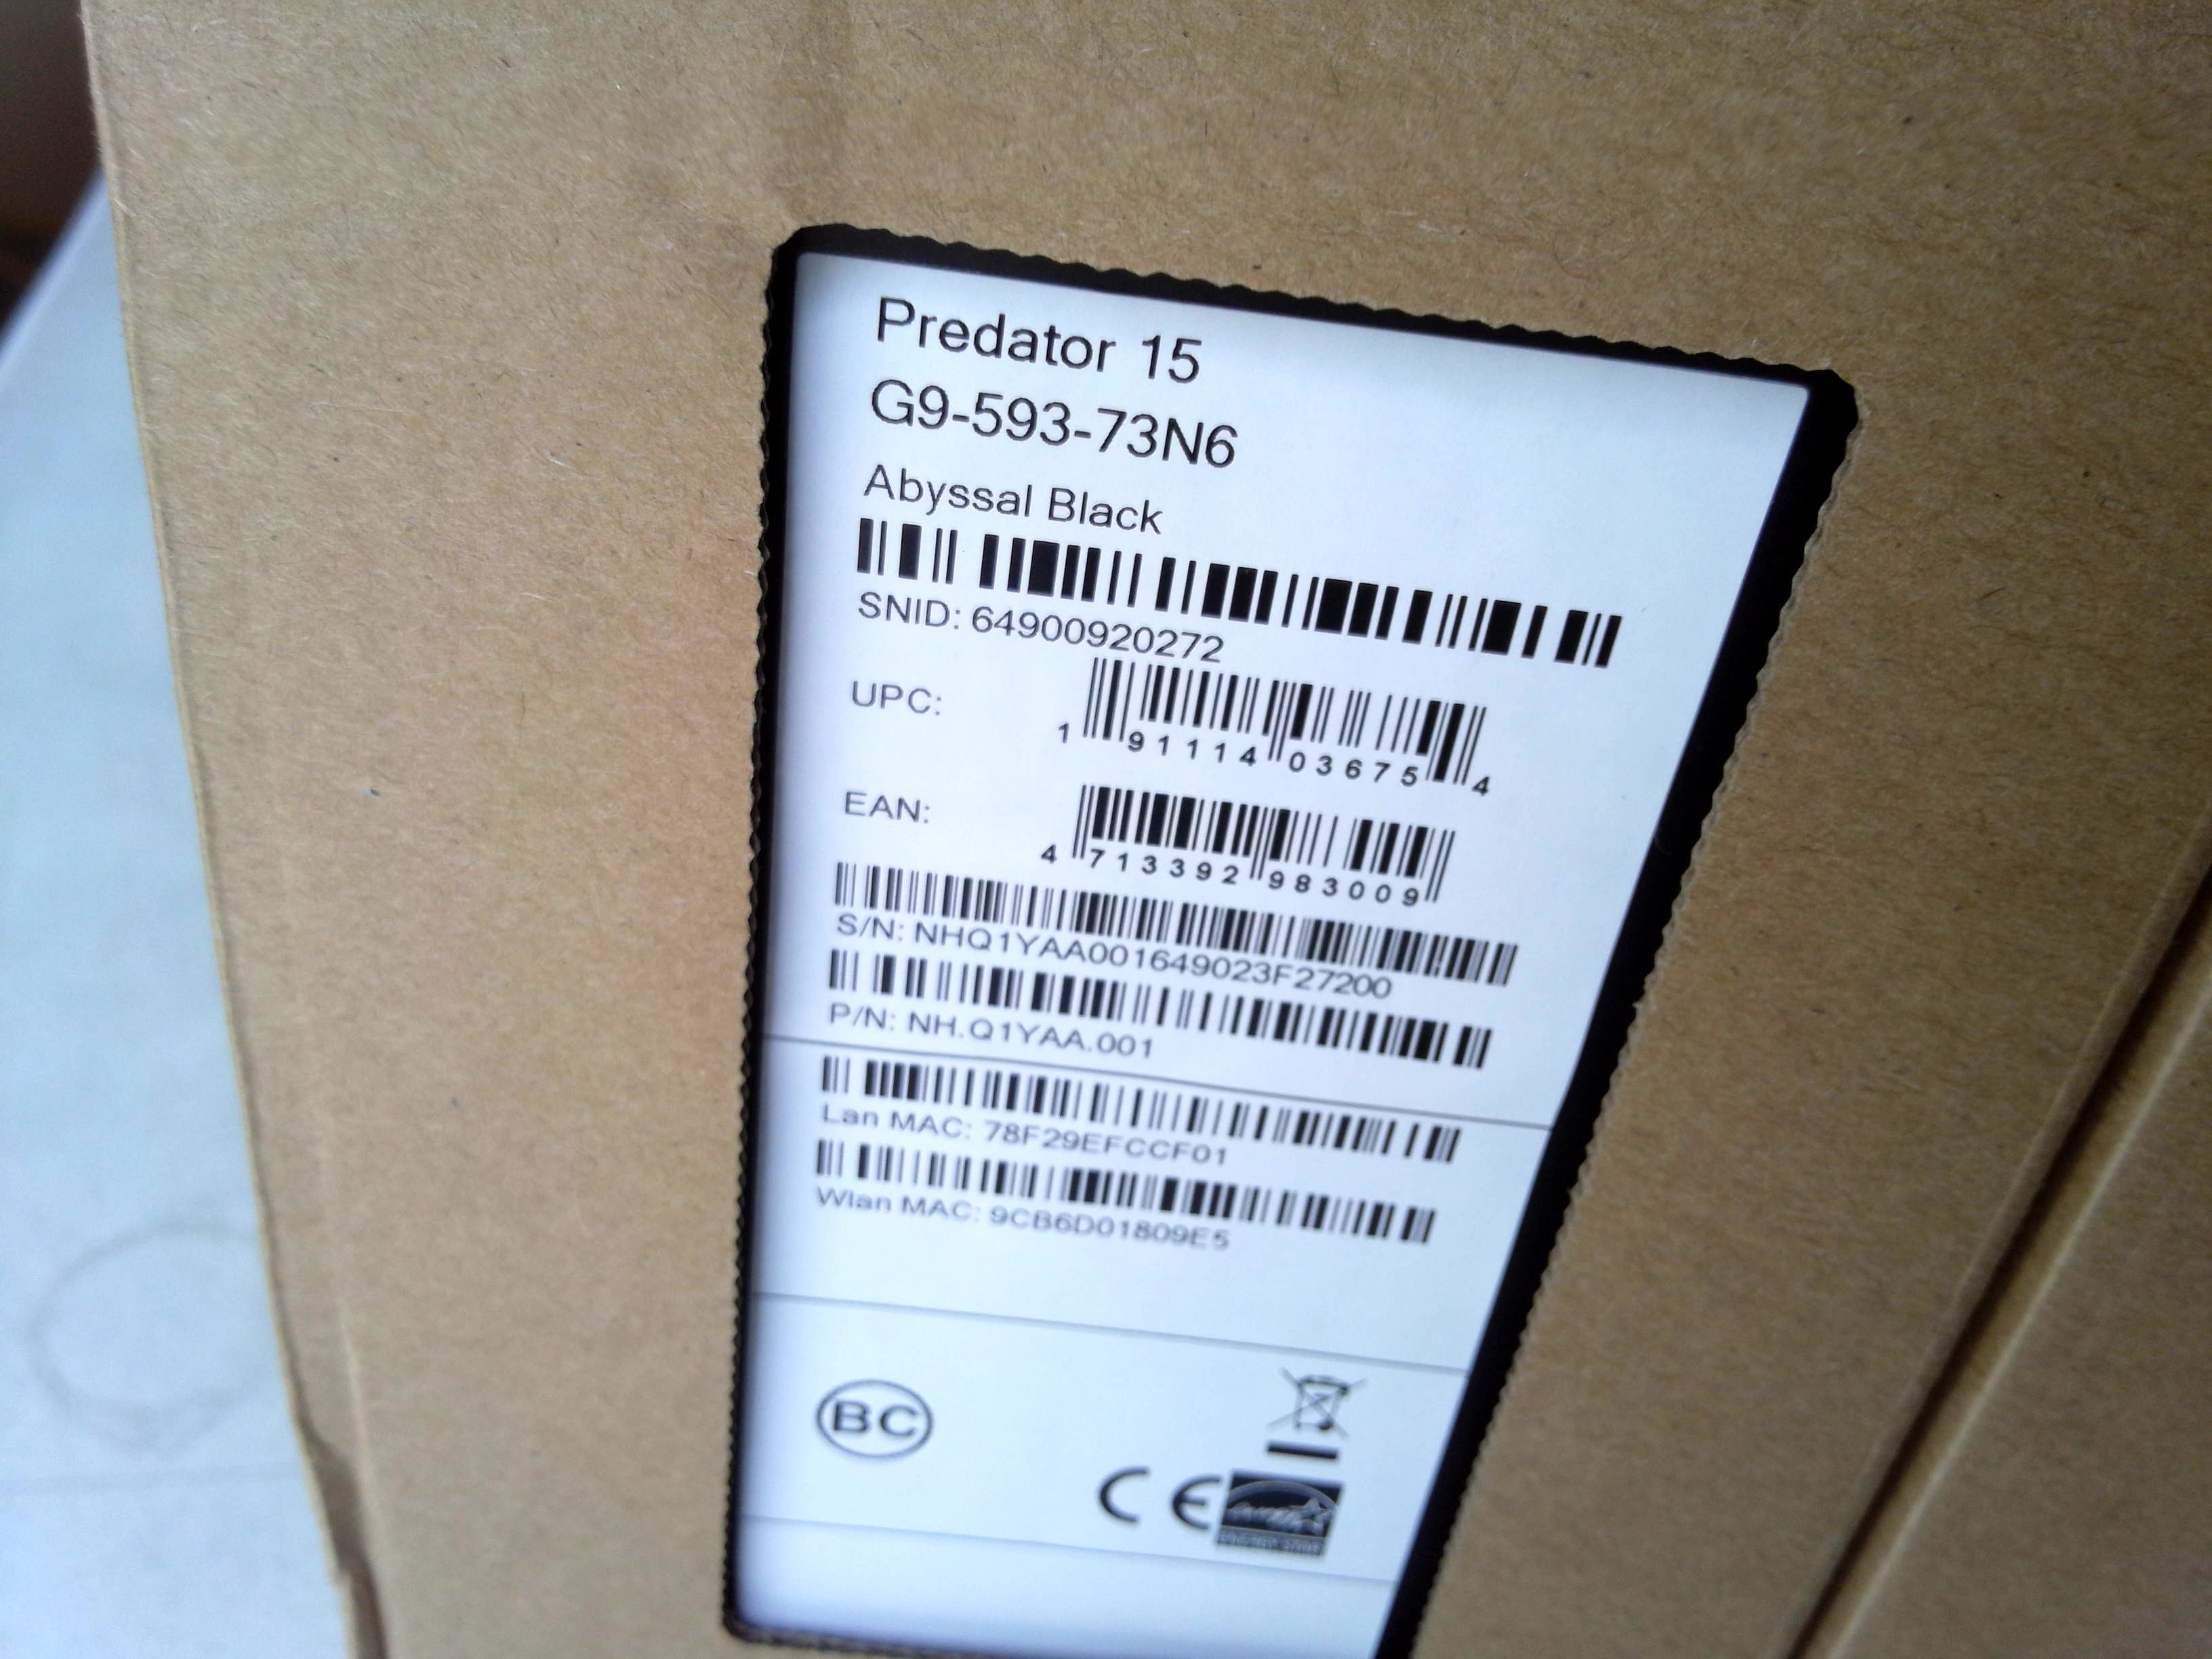 Predator 15
G9-593-73N6
Abyssal Black
SNID: 64900920272
UPC:
1 91114 03675 4
EAN:
4 713392 983009
S/N: NHQ1YAA001649023F27200
P/N: NH.Q1YAA.001
Lan MAC: 78F29EFCCF01
Wlan MAC: 9CB6D01809E5
BC
CE